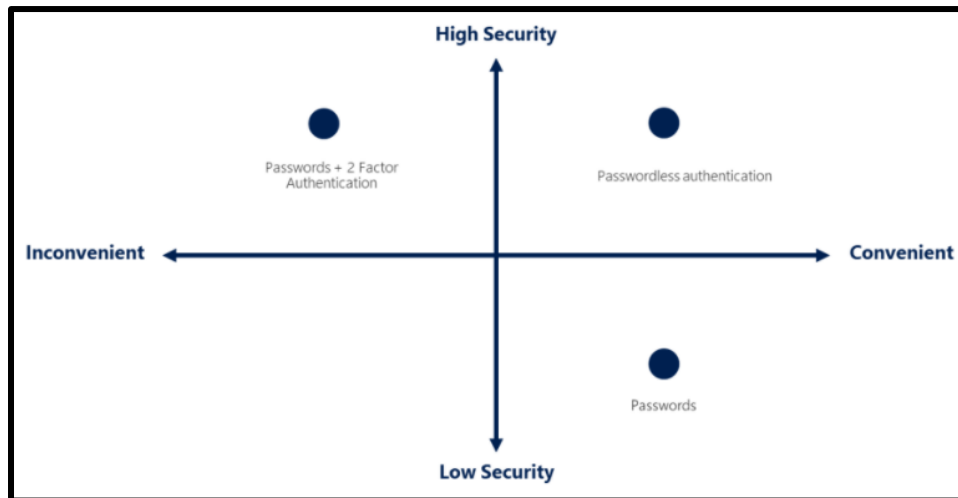 High Security
Passwords + 2 Factor
Authentication
Passwordless authentication
Inconvenient
Convenient
Passwords
Low Security